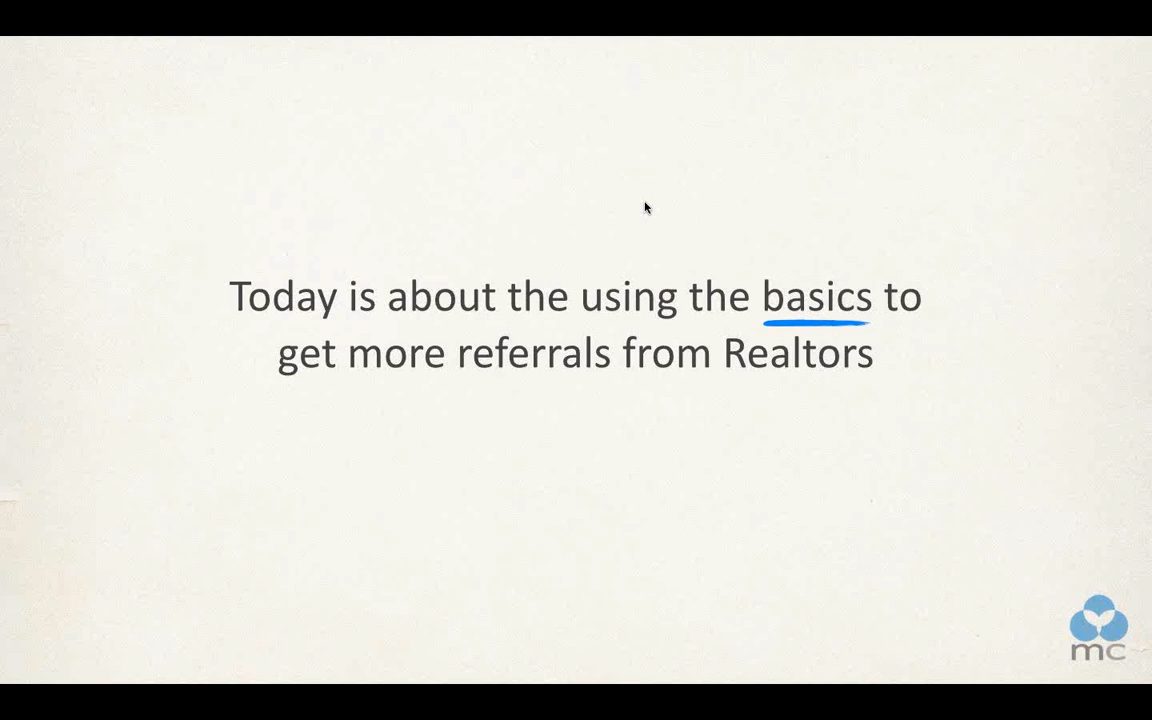 Today is about the using the basics to
get more referrals from Realtors
mc